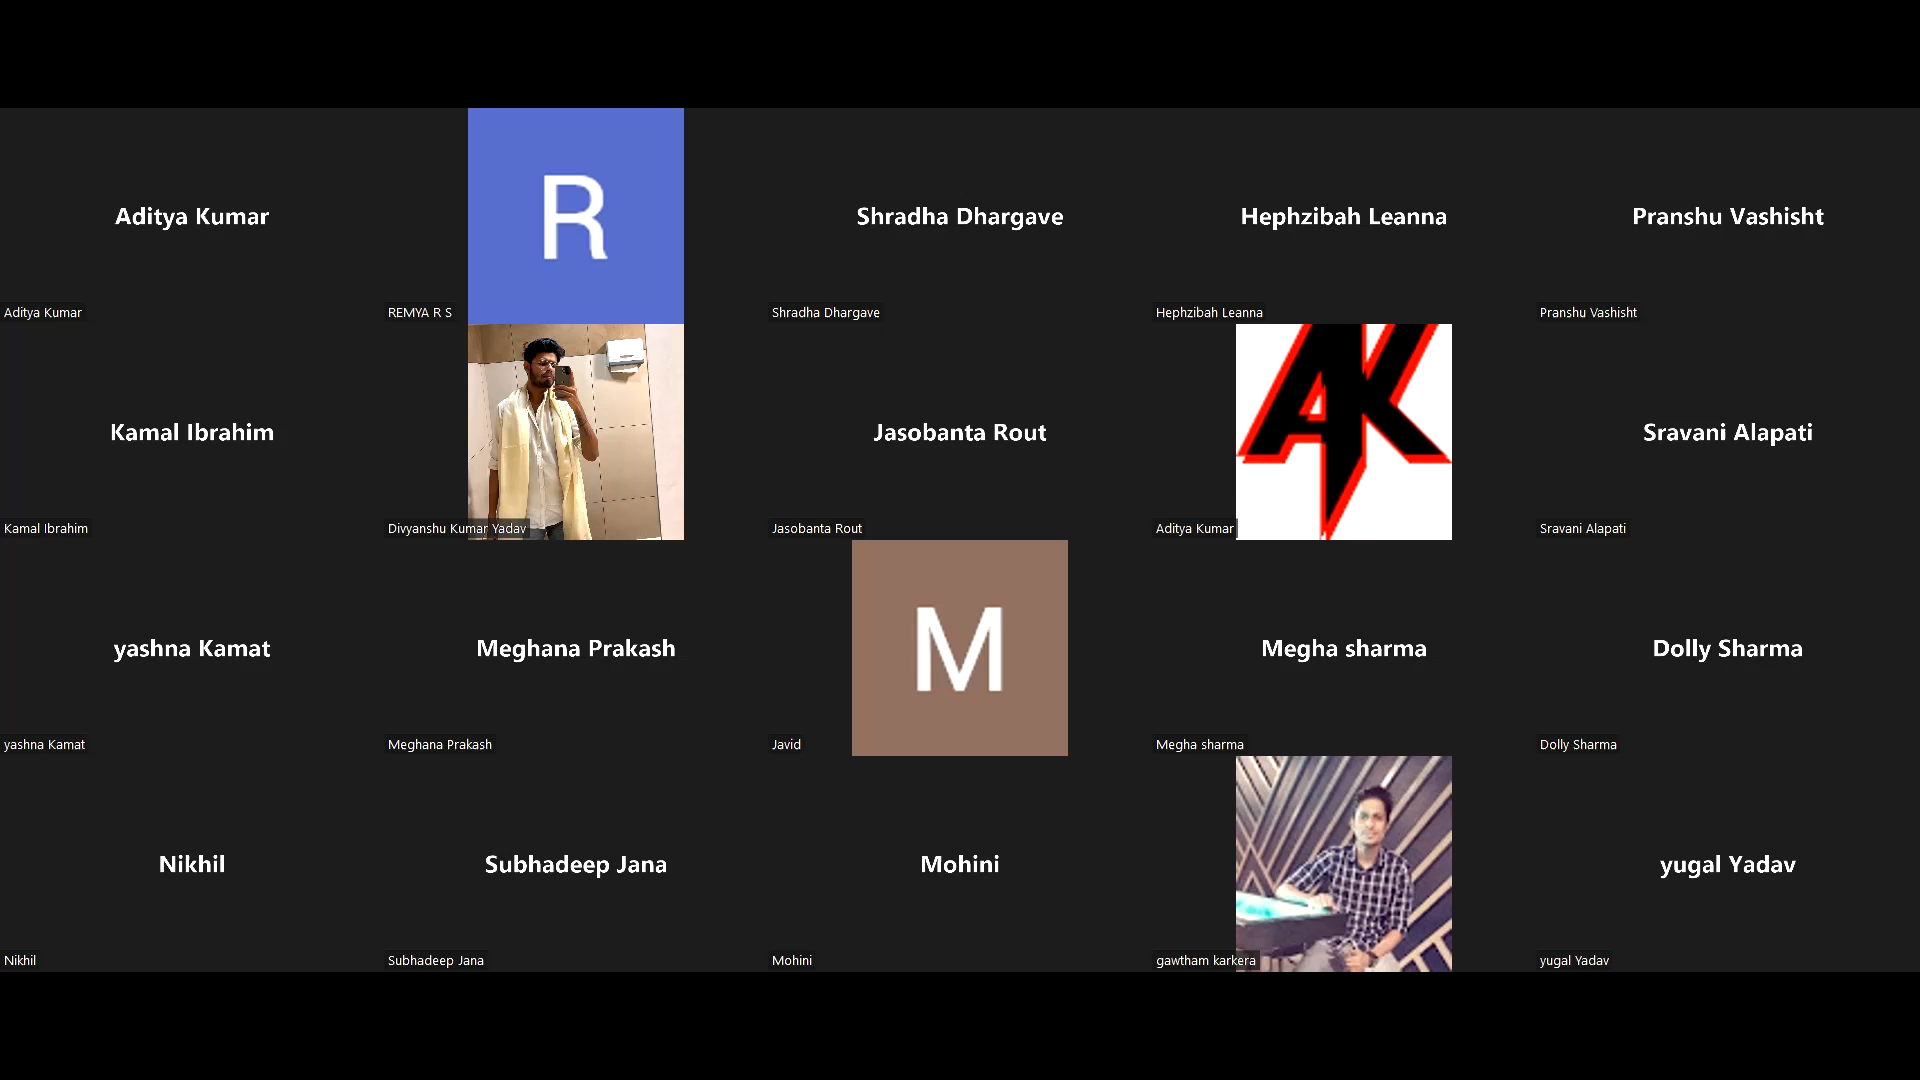 Aditya Kumar
R
Shradha Dhargave
Hephzibah Leanna
Pranshu Vashisht
Aditya Kumar
REMYA R S
Shradha Dhargave
Hephzibah Leanna
Pranshu Vashisht
Kamal Ibrahim
Jasobanta Rout
AK
Sravani Alapati
Kamal Ibrahim
Divyanshu Kumar Yadav
Jasobanta Rout
Aditya Kumar
Sravani Alapati
yashna Kamat
Meghana Prakash
M
Megha sharma
Dolly Sharma
yashna Kamat
Meghana Prakash
Javid
Megha sharma
Dolly Sharma
Nikhil
Subhadeep Jana
Mohini
yugal Yadav
Nikhil
Subhadeep Jana
Mohini
gawtham karkera
yugal Yadav